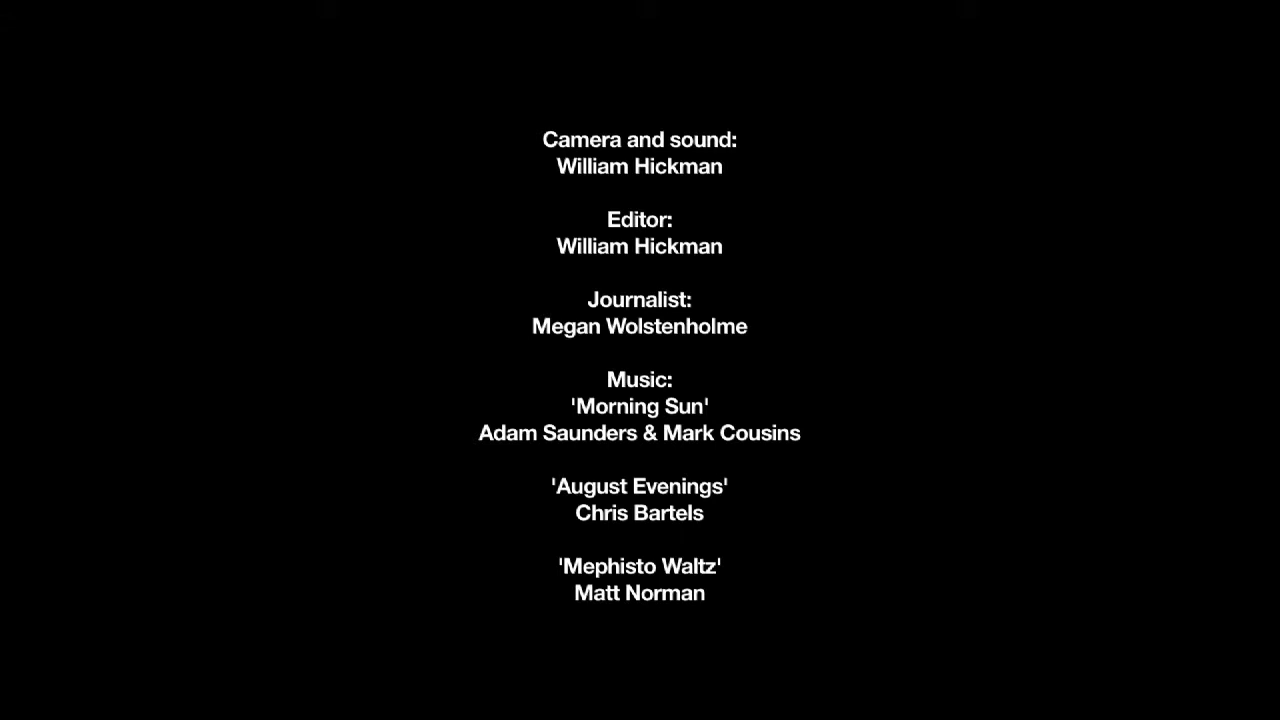 Camera and sound:
William Hickman
Editor:
William Hickman
Journalist:
Megan Wolstenholme
Music:
'Morning Sun'
Adam Saunders & Mark Cousins
'August Evenings'
Chris Bartels
'Mephisto Waltz'
Matt Norman